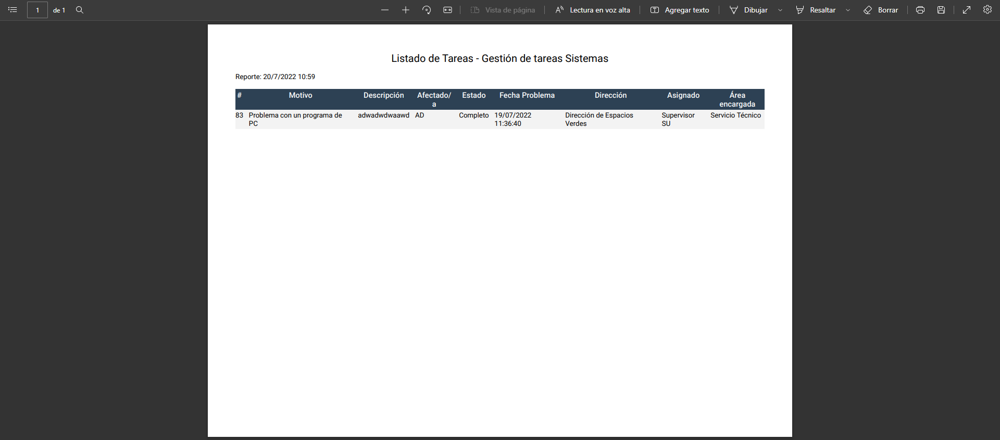 1 de 1 Vista de página Lectura en voz alta Agregar texto Dibujar Resaltar Borrar
Listado de Tareas - Gestión de tareas Sistemas
Reporte: 20/7/2022 10:59
# Motivo Descripción Afectado/ Estado Fecha Problema Dirección Asignado Área
a encargada
83 Problema con un programa de adwadwdwaawd AD Completo 19/07/2022 Dirección de Espacios Supervisor Servicio Técnico
PC 11:36:40 Verdes SU